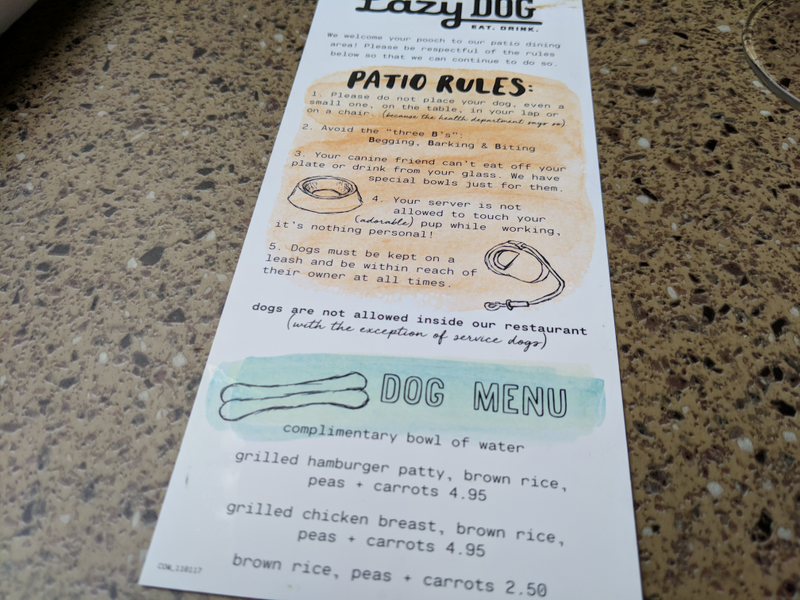 Lazy DOG
EAT. DRINK.
We welcome your pooch to our patio dining
area! Please be respectful of the rules
below so that we can continue to do so.
PATIO RULES:
1. Please do not place your dog, even a
small one, on the table, in your lap or
on a chair. (because the health department says so)
2. Avoid the "three B's":
Begging, Barking & Biting
3. Your canine friend can't eat off your
plate or drink from your glass. We have
special bowls just for them.
4. Your server is not
allowed to touch your
(adorable) pup while working,
it's nothing personal!
5. Dogs must be kept on a
leash and be within reach of
their owner at all times.
dogs are not allowed inside our restaurant
(with the exception of service dogs)
DOG MENU
complimentary bowl of water
grilled hamburger patty, brown rice,
peas + carrots 4.95
grilled chicken breast, brown rice,
peas + carrots 4.95
brown rice, peas + carrots 2.50
COM_110117